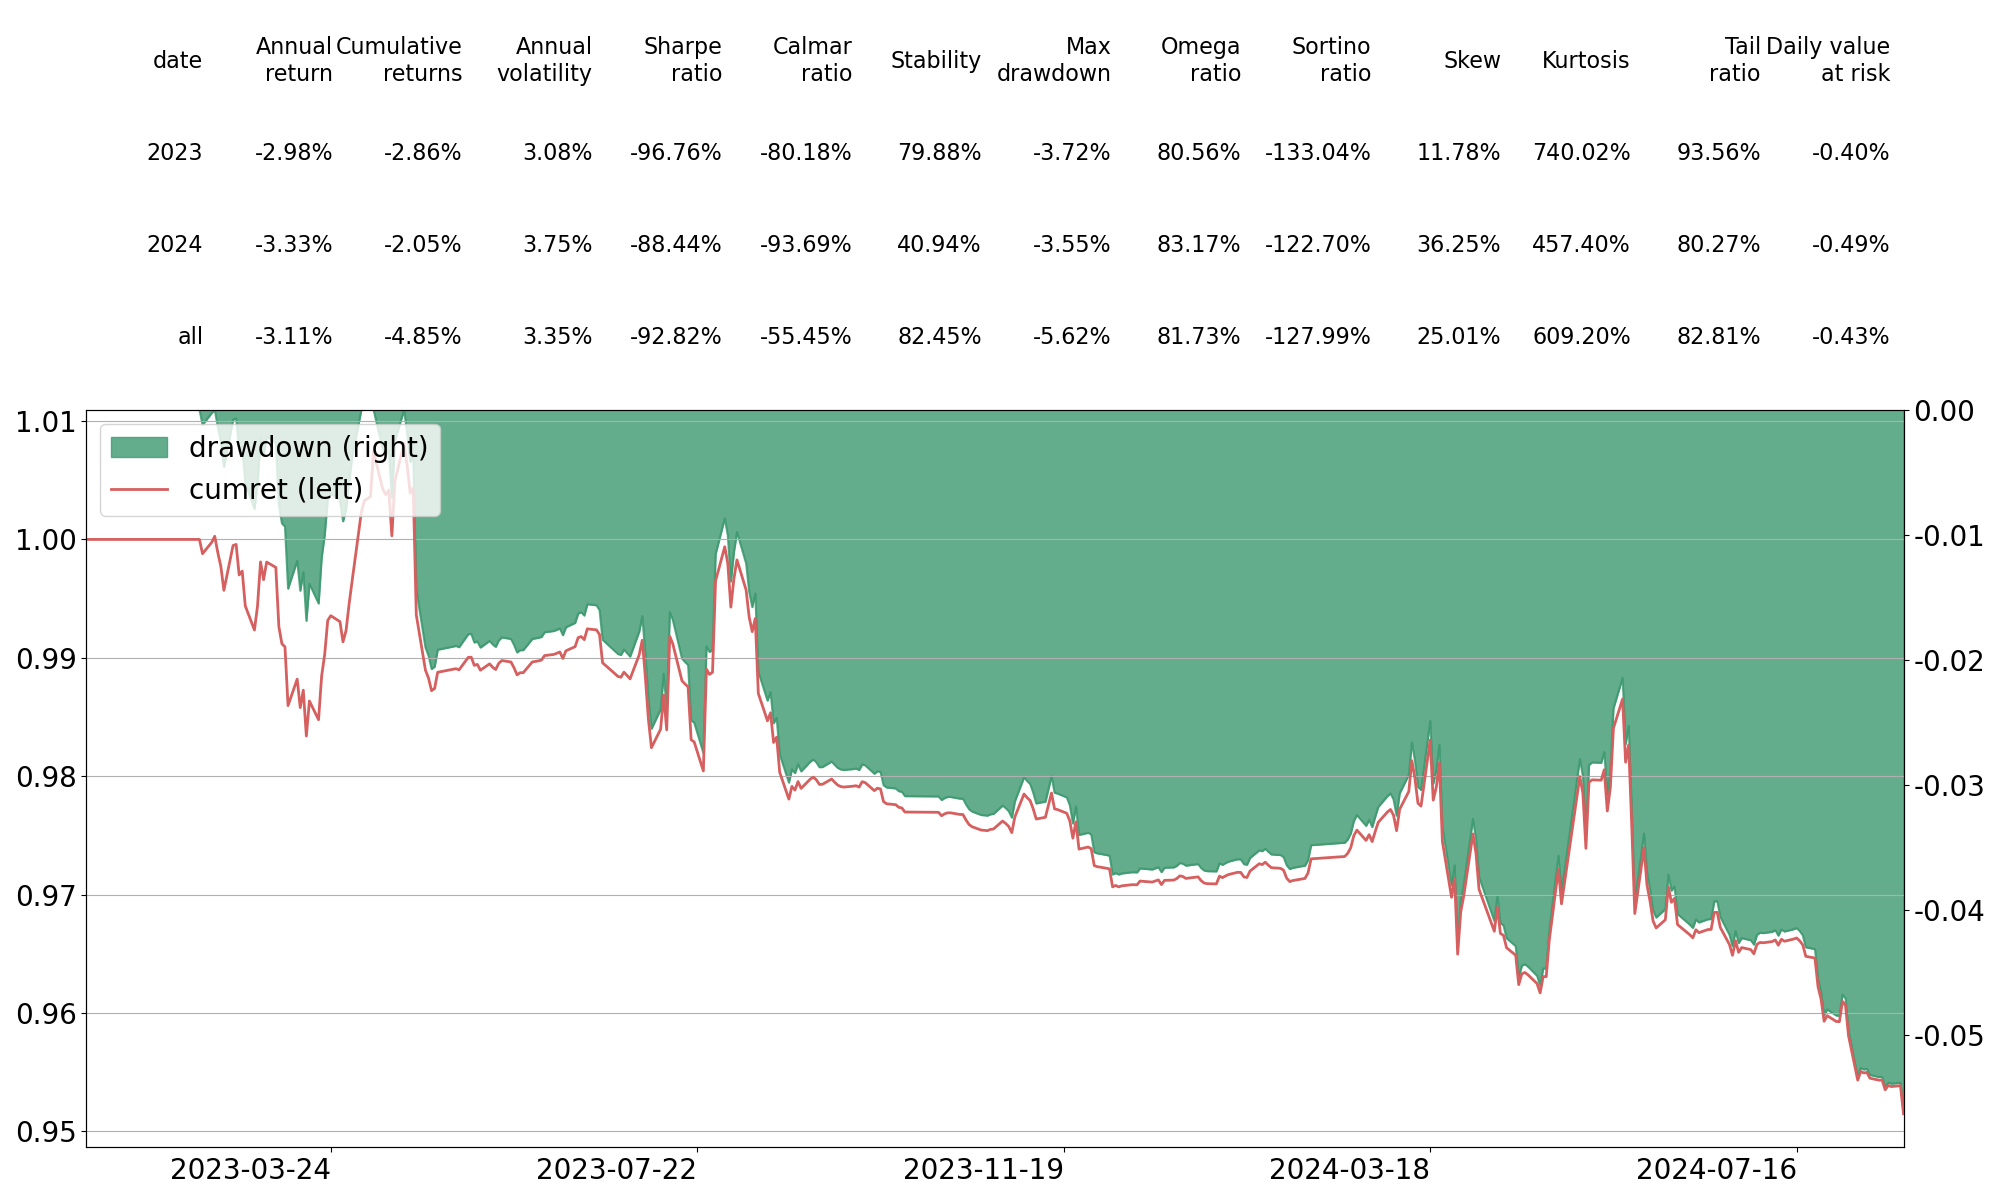 date Annual return Cumulative returns Annual volatility Sharpe ratio Calmar ratio Stability Max drawdown Omega ratio Sortino ratio Skew Kurtosis Tail ratio Daily value at risk
2023 -2.98% -2.86% 3.08% -96.76% -80.18% 79.88% -3.72% 80.56% -133.04% 11.78% 740.02% 93.56% -0.40%
2024 -3.33% -2.05% 3.75% -88.44% -93.69% 40.94% -3.55% 83.17% -122.70% 36.25% 457.40% 80.27% -0.49%
all -3.11% -4.85% 3.35% -92.82% -55.45% 82.45% -5.62% 81.73% -127.99% 25.01% 609.20% 82.81% -0.43%
1.01
1.00
0.99
0.98
0.97
0.96
0.95
drawdown (right)
cumret (left)
0.00
-0.01
-0.02
-0.03
-0.04
-0.05
2023-03-24 2023-07-22 2023-11-19 2024-03-18 2024-07-16